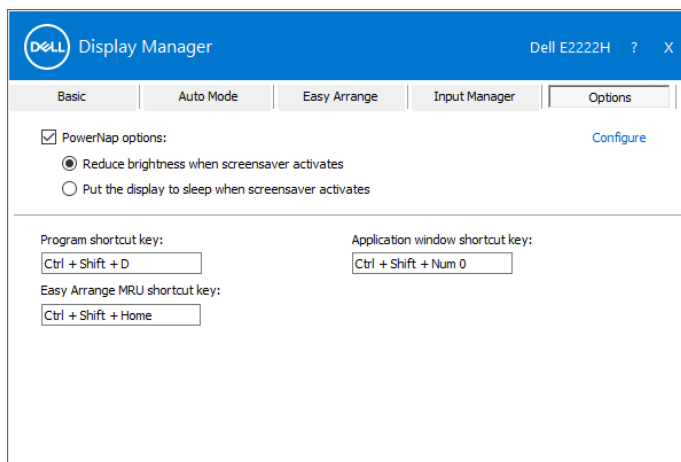 DELL Display Manager Dell E2222H ? X
Basic Auto Mode Easy Arrange Input Manager Options
PowerNap options: Configure
Reduce brightness when screensaver activates
Put the display to sleep when screensaver activates
Program shortcut key: Application window shortcut key:
Ctrl + Shift + D Ctrl + Shift + Num 0
Easy Arrange MRU shortcut key:
Ctrl + Shift + Home